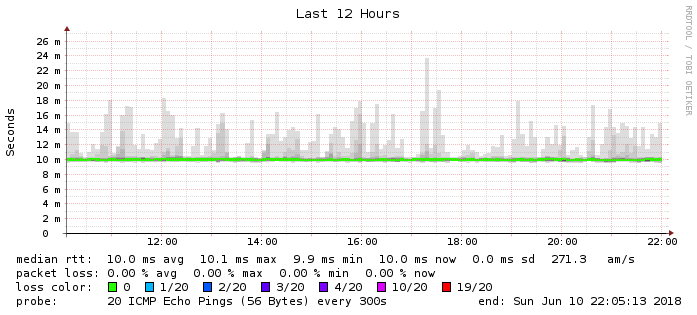 Last 12 Hours
RRDTOOL / TOBI OETIKER
Seconds
26 m
24 m
22 m
20 m
18 m
16 m
14 m
12 m
10 m
8 m
6 m
4 m
2 m
0
12:00 14:00 16:00 18:00 20:00 22:00
median rtt: 10.0 ms avg 10.1 ms max 9.9 ms min 10.0 ms now 0.0 ms sd 271.3 am/s
packet loss: 0.00 % avg 0.00 % max 0.00 % min 0.00 % now
loss color: 0 1/20 2/20 3/20 4/20 10/20 19/20
probe: 20 ICMP Echo Pings (56 Bytes) every 300s end: Sun Jun 10 22:05:13 2018